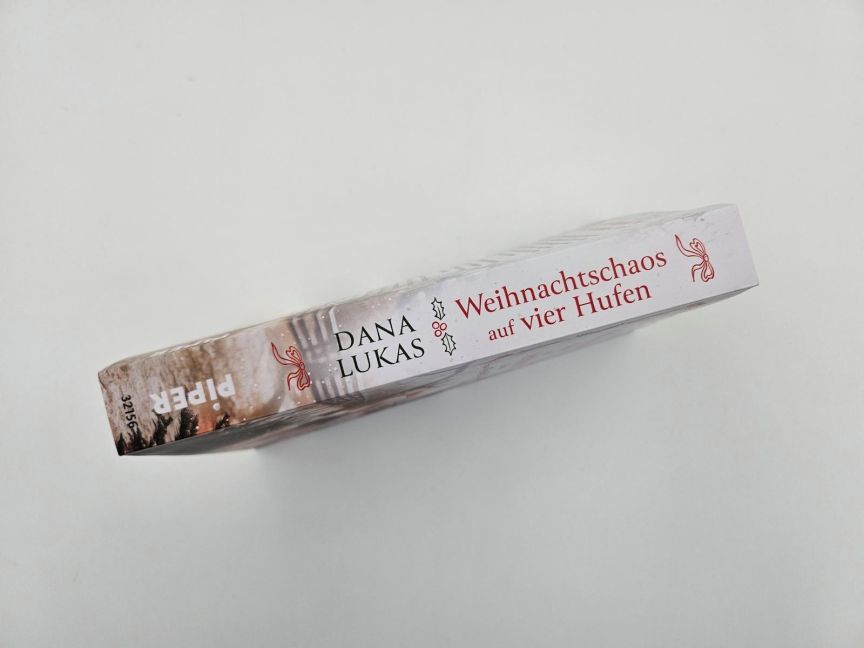 DANA
LUKAS
Weihnachtschaos
auf vier Hufen
PIPER
32156